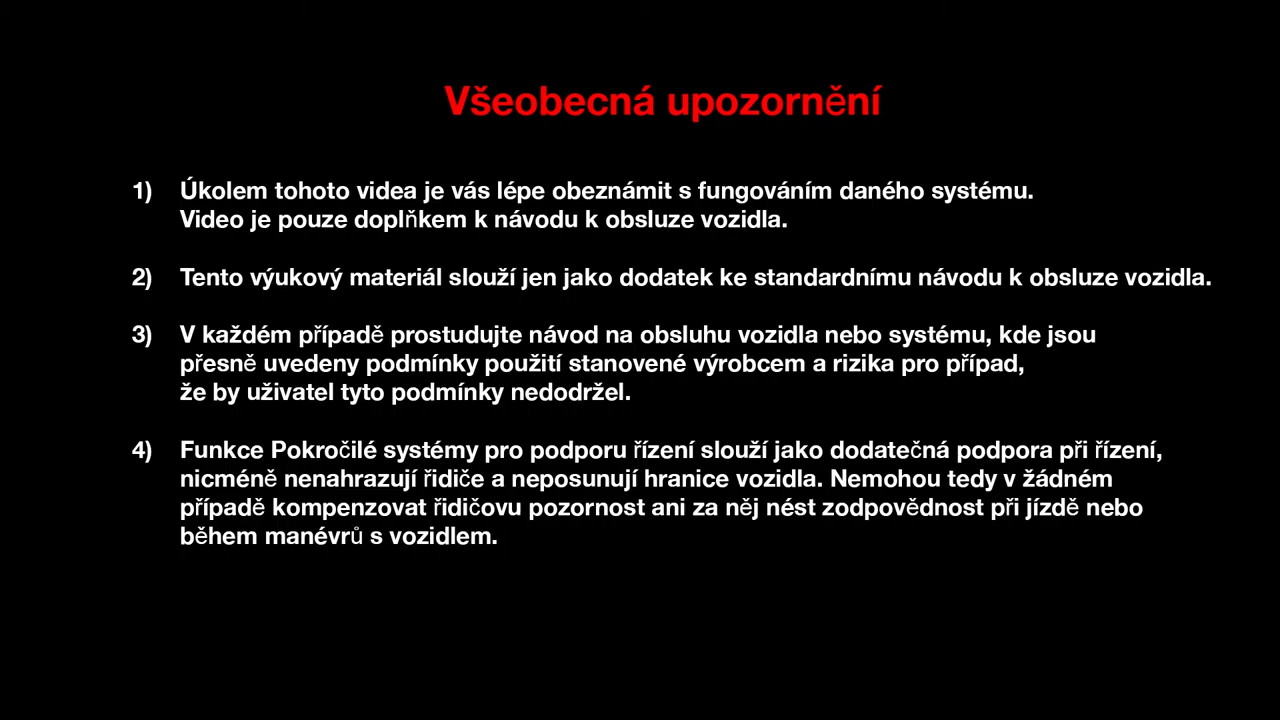 Všeobecná upozornění
1) Úkolem tohoto videa je vás lépe obeznámit s fungováním daného systému.
Video je pouze doplňkem k návodu k obsluze vozidla.
2) Tento výukový materiál slouží jen jako dodatek ke standardnímu návodu k obsluze vozidla.
3) V každém případě prostudujte návod na obsluhu vozidla nebo systému, kde jsou
přesně uvedeny podmínky použití stanovené výrobcem a rizika pro případ,
že by uživatel tyto podmínky nedodržel.
4) Funkce Pokročilé systémy pro podporu řízení slouží jako dodatečná podpora při řízení,
nicméně nenahrazují řidiče a neposunují hranice vozidla. Nemohou tedy v žádném
případě kompenzovat řidičovu pozornost ani za něj nést zodpovědnost při jízdě nebo
během manévrů s vozidlem.